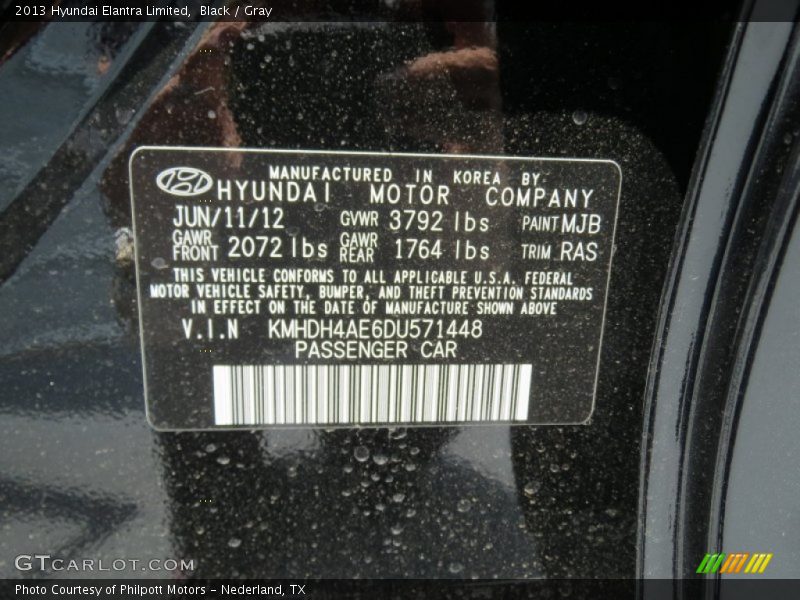 2013 Hyundai Elantra Limited, Black / Gray
MANUFACTURED IN KOREA BY
HYUNDAI MOTOR COMPANY
JUN/11/12 GVWR 3792 lbs PAINT MJB
GAWR FRONT 2072 lbs GAWR REAR 1764 lbs TRIM RAS
THIS VEHICLE CONFORMS TO ALL APPLICABLE U.S.A. FEDERAL
MOTOR VEHICLE SAFETY, BUMPER, AND THEFT PREVENTION STANDARDS
IN EFFECT ON THE DATE OF MANUFACTURE SHOWN ABOVE
V.I.N KMHDH4AE6DU571448
PASSENGER CAR
GTCARLOT.COM
Photo Courtesy of Philpott Motors - Nederland, TX